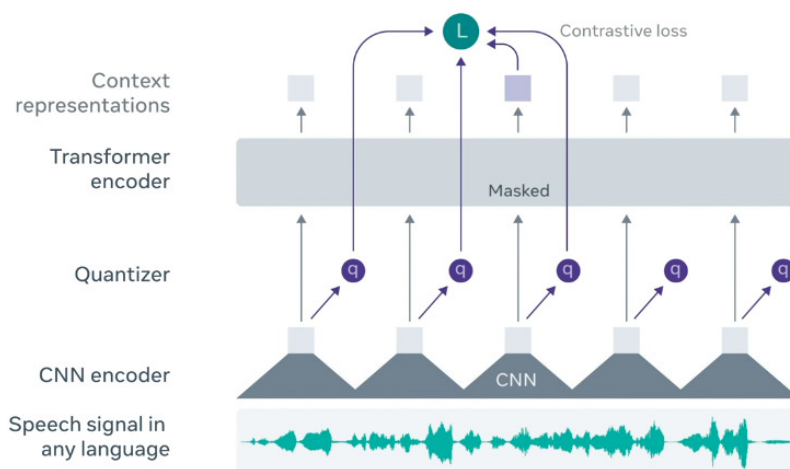 L
Contrastive loss
Context
representations
Transformer
encoder
Masked
Quantizer
q q q q q
CNN encoder
CNN
Speech signal in
any language